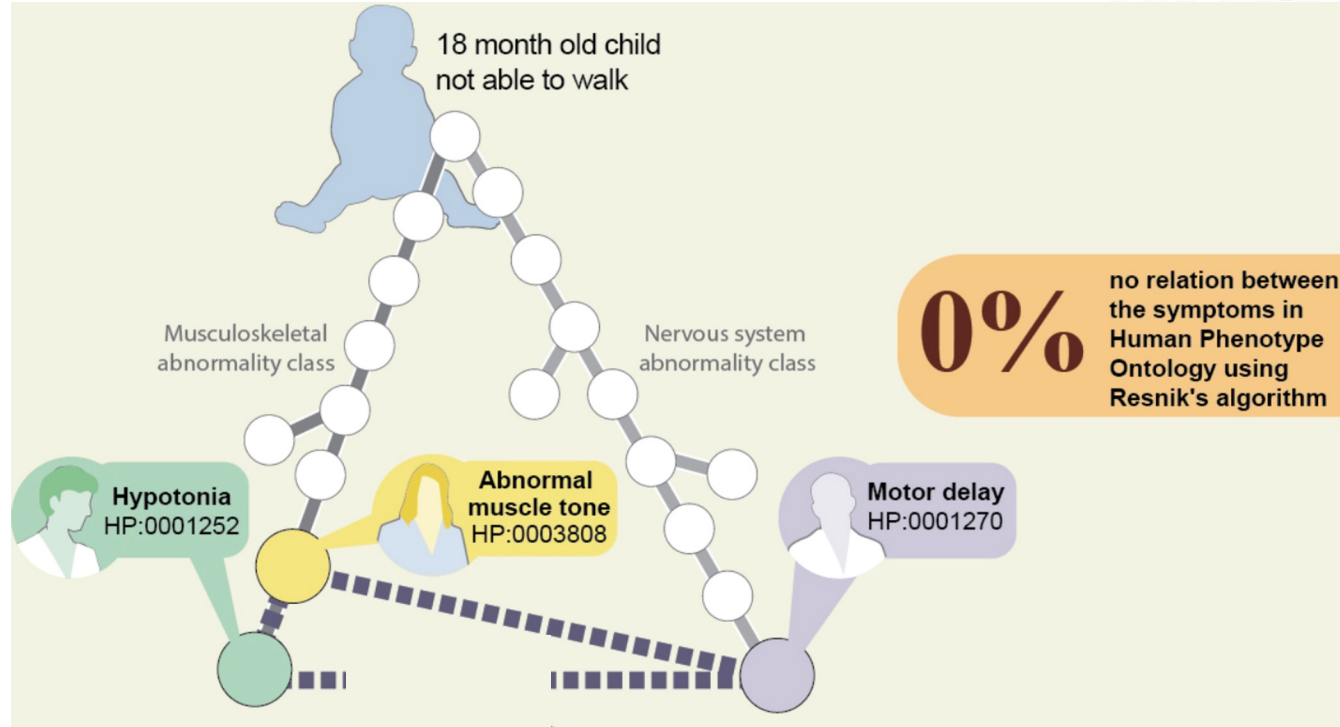 18 month old child
not able to walk
Musculoskeletal
abnormality class
Nervous system
abnormality class
0%
no relation between
the symptoms in
Human Phenotype
Ontology using
Resnik's algorithm
Hypotonia
HP:0001252
Abnormal
muscle tone
HP:0003808
Motor delay
HP:0001270